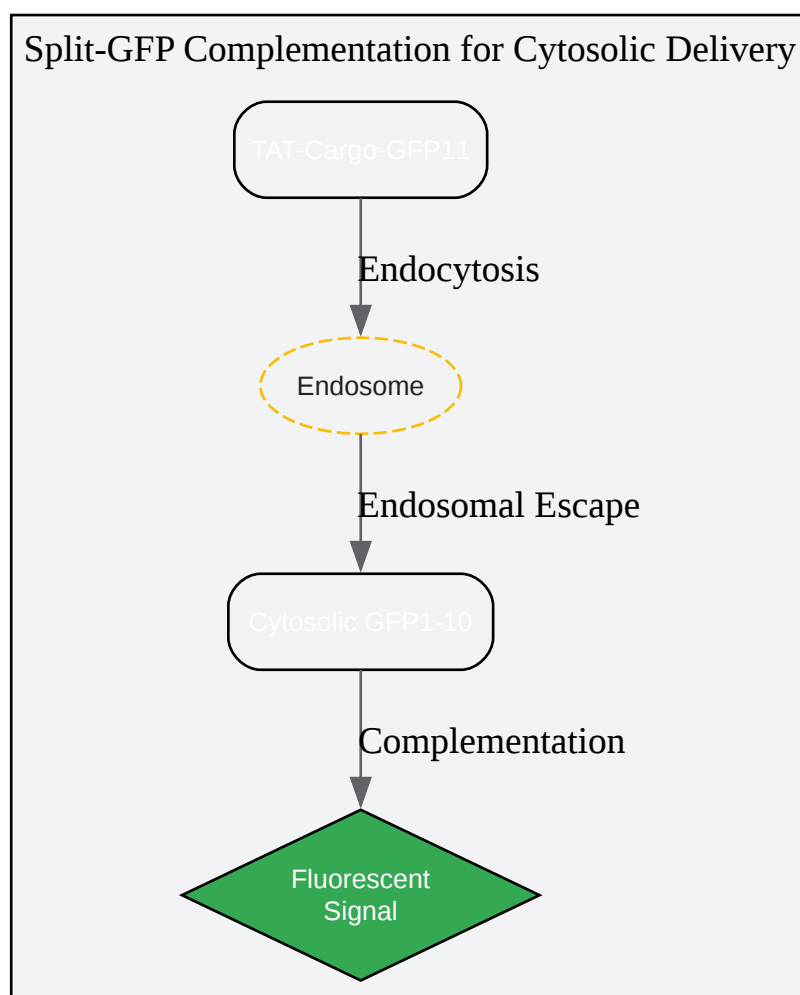 Split-GFP Complementation for Cytosolic Delivery
TAT-Cargo-GFP11
Endocytosis
Endosome
Endosomal Escape
Cytosolic GFP1-10
Complementation
Fluorescent
Signal